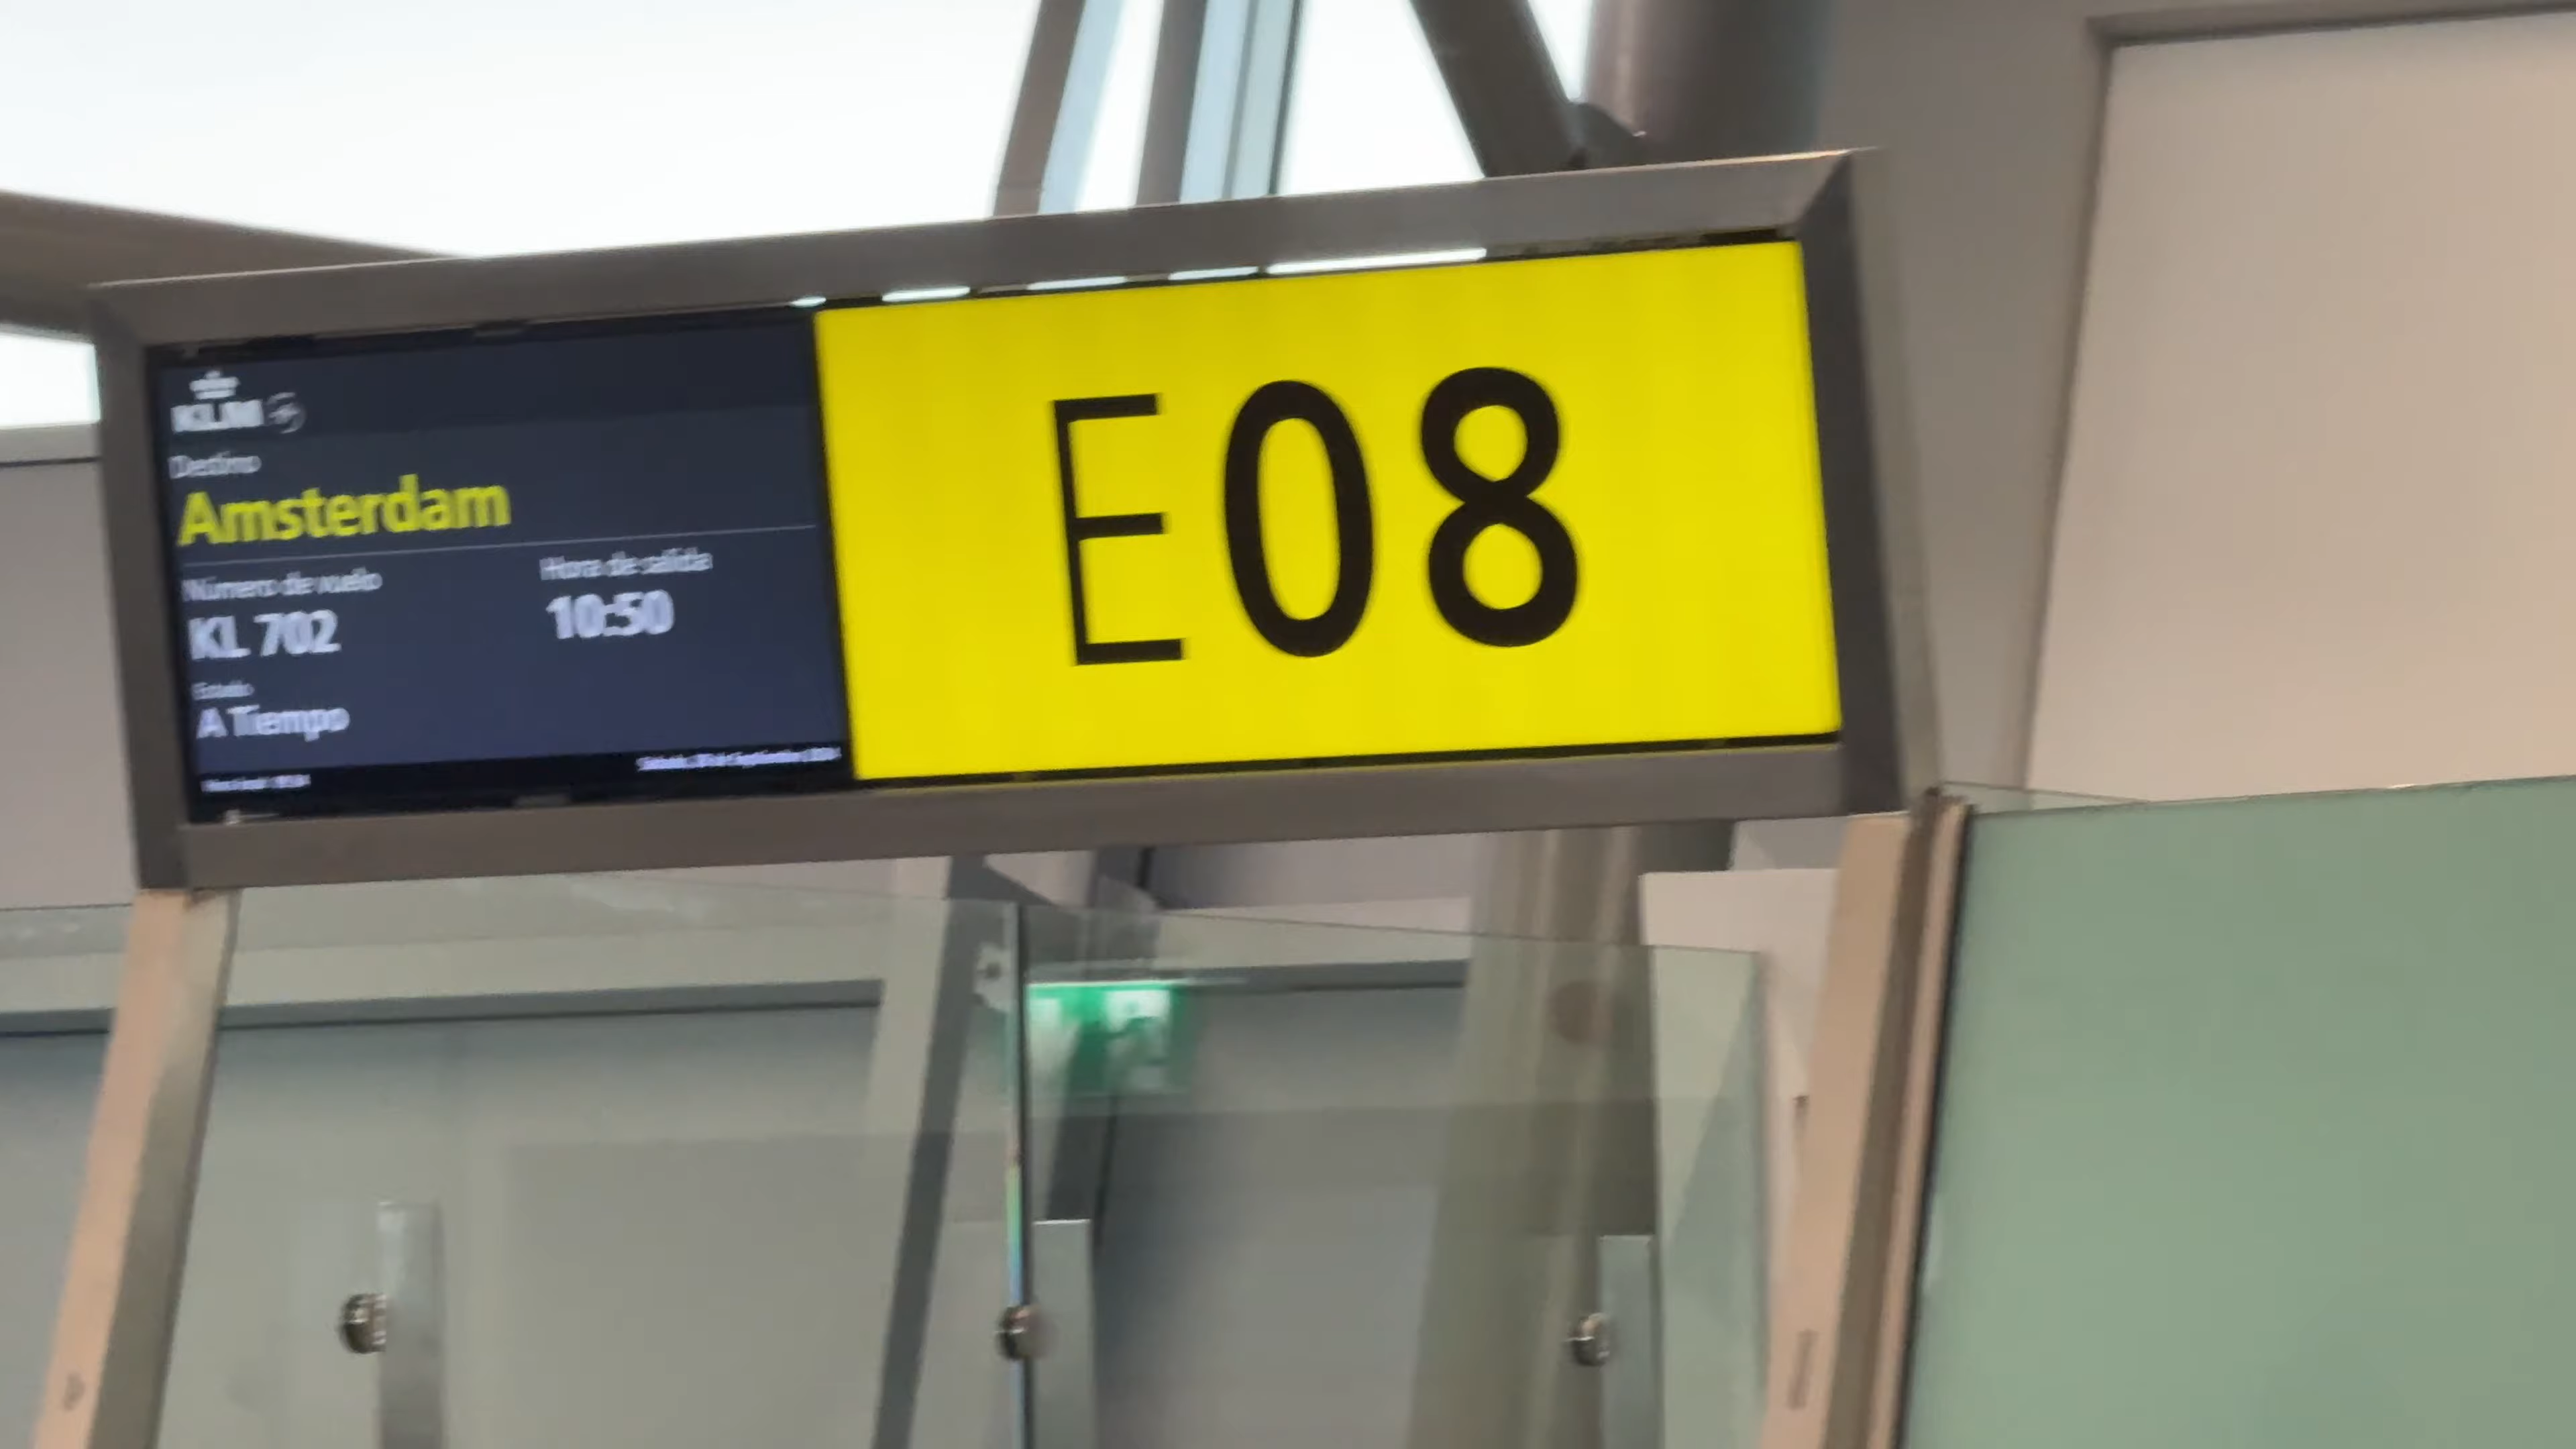 KLM
Destino
Amsterdam
Número de vuelo
Hora de salida
KL 702
10:50
Estado
A Tiempo
E08